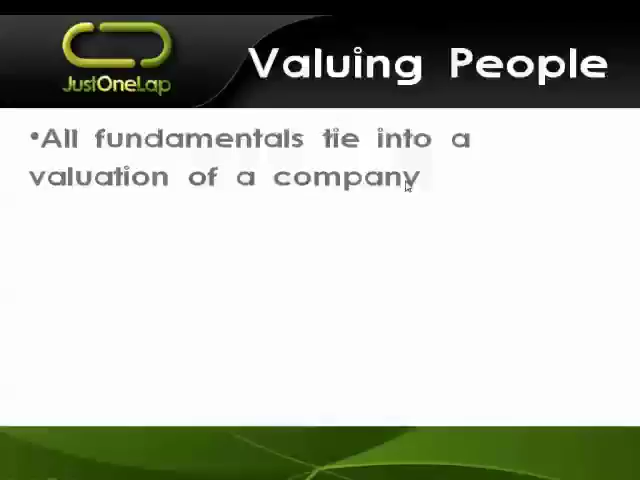 JustOneLap
Valuing People
•All fundamentals tie into a
valuation of a company